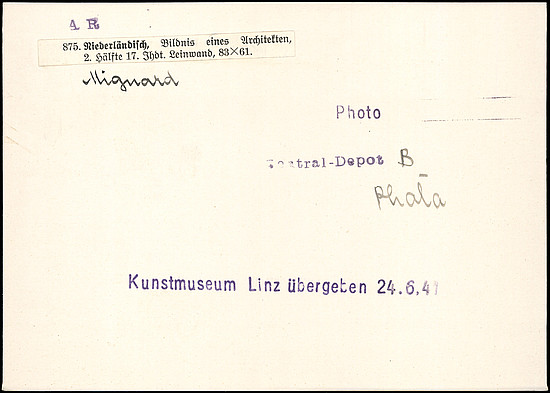 A R
875. Niederländisch, Bildnis eines Architekten,
2. Hälfte 17. Jhdt. Leinwand, 83×61.
Mignard
Photo
Central-Depot B
Phata
Kunstmuseum Linz übergeben 24.6.41